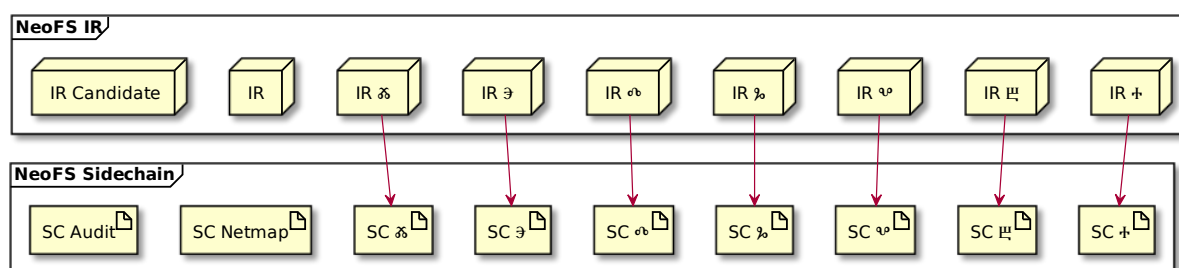 NeoFS IR
IR Candidate
IR
IR ⰶ
IR ⰵ
IR ⰴ
IR ⰳ
IR ⰲ
IR ⰱ
IR ⰰ
NeoFS Sidechain
SC Audit
SC Netmap
SC ⰶ
SC ⰵ
SC ⰴ
SC ⰳ
SC ⰲ
SC ⰱ
SC ⰰ